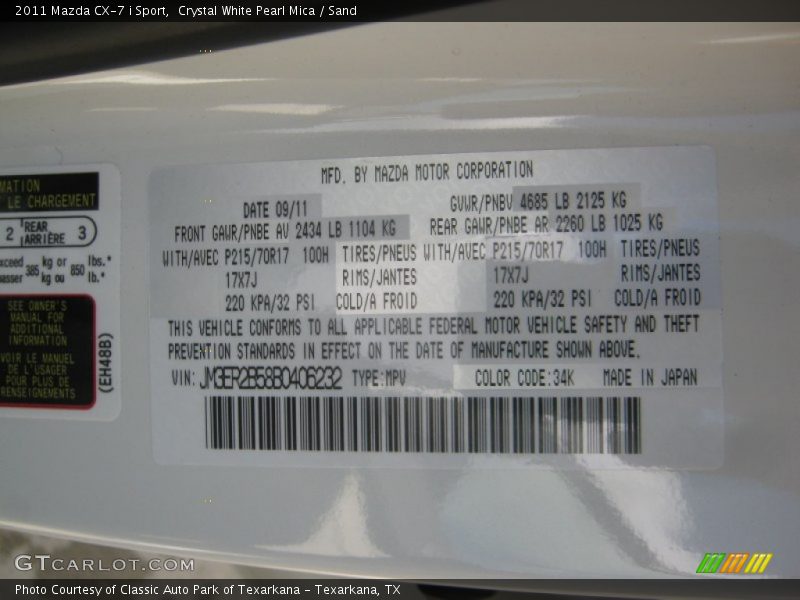 2011 Mazda CX-7 i Sport, Crystal White Pearl Mica / Sand
MATION
LE CHARGEMENT
2 REAR ARRIÈRE 3
exceed 385 kg or 850 lbs.*
kg ou lb.*
SEE OWNER'S
MANUAL FOR
ADDITIONAL
INFORMATION
VOIR LE MANUEL
DE L'USAGER
POUR PLUS DE
RENSEIGNEMENTS
(EH48B)
MFD. BY MAZDA MOTOR CORPORATION
DATE 09/11 GVWR/PNBV 4685 LB 2125 KG
FRONT GAWR/PNBE AV 2434 LB 1104 KG REAR GAWR/PNBE AR 2260 LB 1025 KG
WITH/AVEC P215/70R17 100H TIRES/PNEUS WITH/AVEC P215/70R17 100H TIRES/PNEUS
17X7J RIMS/JANTES 17X7J RIMS/JANTES
220 KPA/32 PSI COLD/A FROID 220 KPA/32 PSI COLD/A FROID
THIS VEHICLE CONFORMS TO ALL APPLICABLE FEDERAL MOTOR VEHICLE SAFETY AND THEFT
PREVENTION STANDARDS IN EFFECT ON THE DATE OF MANUFACTURE SHOWN ABOVE.
VIN: JM3ER2B58B0406232 TYPE:MPV COLOR CODE:34K MADE IN JAPAN
GTCARLOT.COM
Photo Courtesy of Classic Auto Park of Texarkana - Texarkana, TX